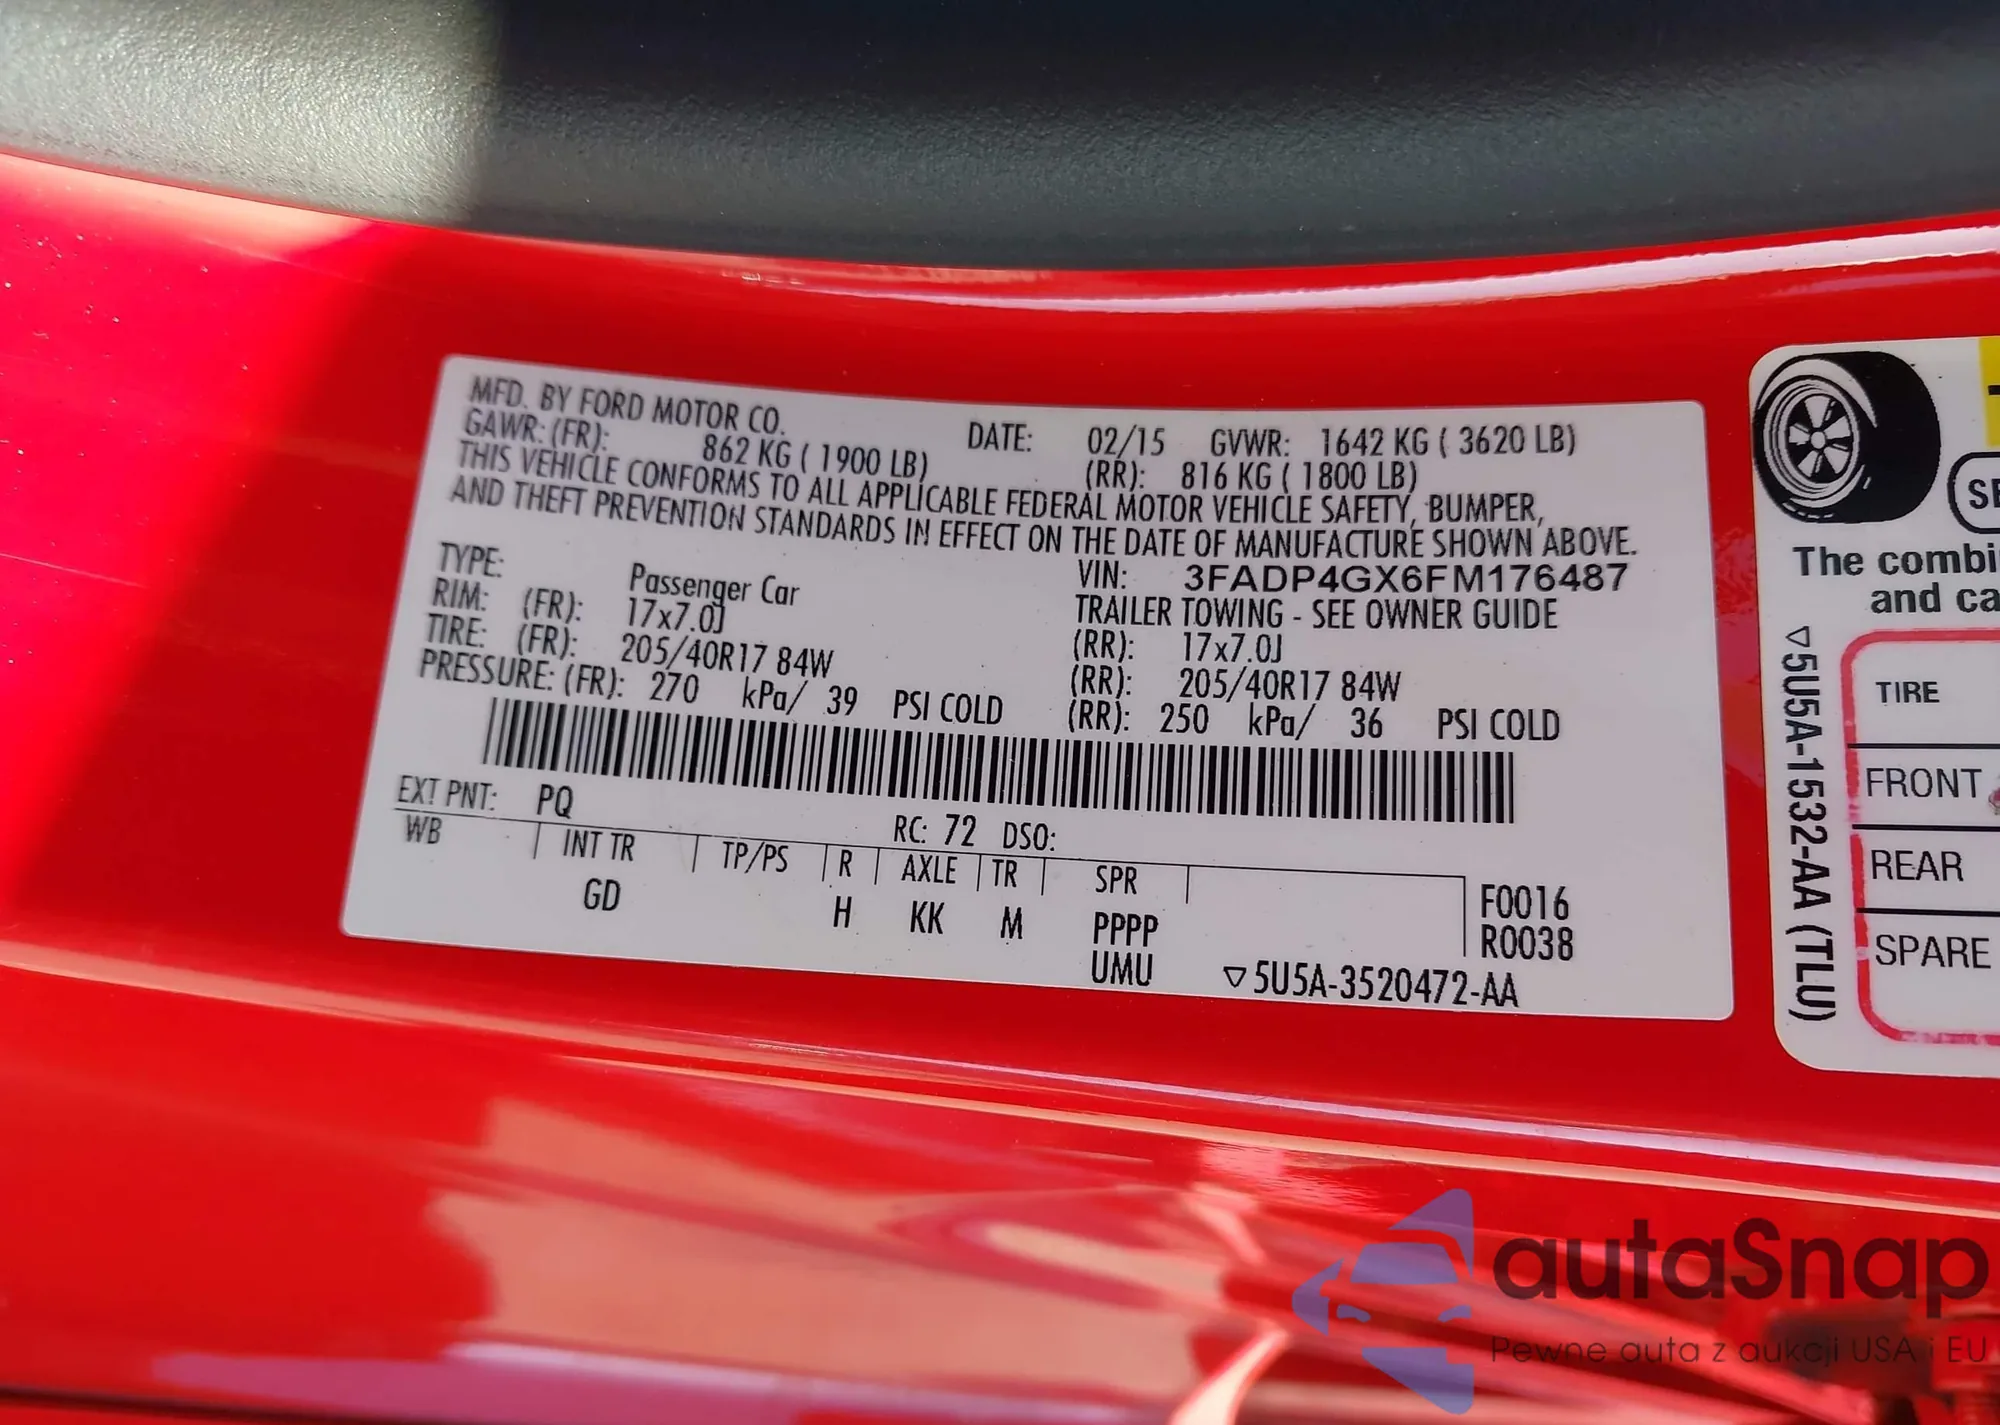 MFD. BY FORD MOTOR CO.
DATE: 02/15 GVWR: 1642 KG ( 3620 LB)
GAWR: (FR): 862 KG ( 1900 LB) (RR): 816 KG ( 1800 LB)
THIS VEHICLE CONFORMS TO ALL APPLICABLE FEDERAL MOTOR VEHICLE SAFETY, BUMPER,
AND THEFT PREVENTION STANDARDS IN EFFECT ON THE DATE OF MANUFACTURE SHOWN ABOVE.
VIN: 3FADP4GX6FM176487
TYPE: Passenger Car TRAILER TOWING - SEE OWNER GUIDE
RIM: (FR): 17x7.0J (RR): 17x7.0J
TIRE: (FR): 205/40R17 84W (RR): 205/40R17 84W
PRESSURE: (FR): 270 kPa/ 39 PSI COLD (RR): 250 kPa/ 36 PSI COLD
EXT PNT: PQ RC: 72 DSO:
WB INT TR TP/PS R AXLE TR SPR F0016
GD H KK M PPPP R0038
UMU ▽5U5A-3520472-AA
The combi
and ca
▽5U5A-1532-AA (TLU)
TIRE
FRONT
REAR
SPARE
autaSnap
Pewne auta z aukcji USA i EU